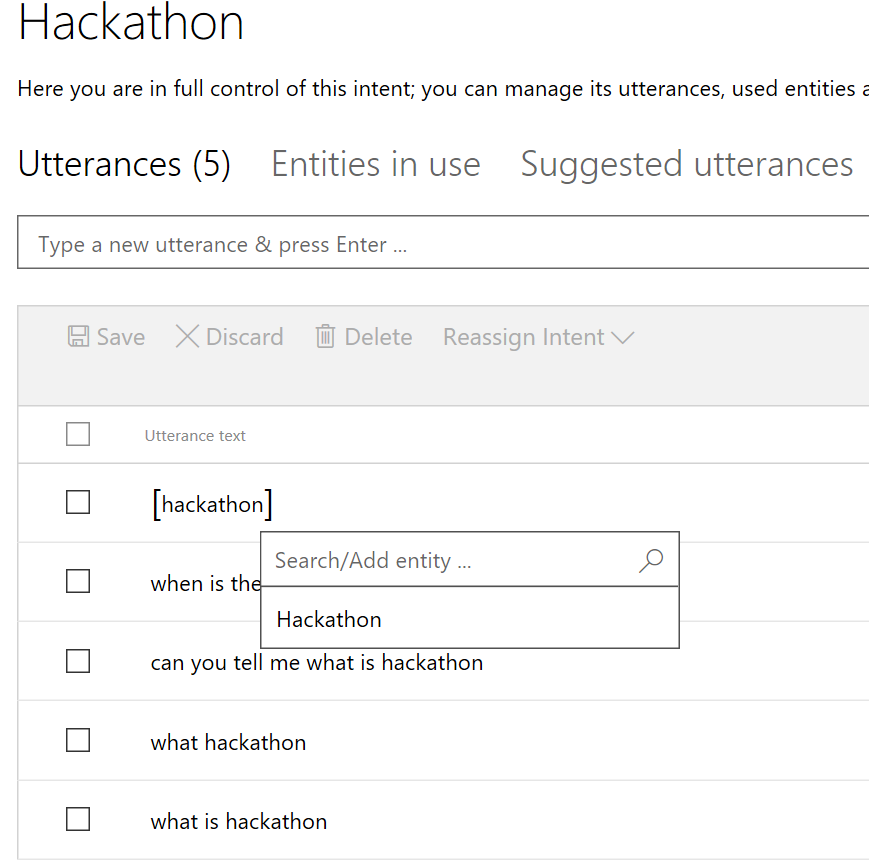 Hackathon
Here you are in full control of this intent; you can manage its utterances, used entities
Utterances (5) Entities in use Suggested utterances
Type a new utterance & press Enter ...
Save Discard Delete Reassign Intent
Utterance text
[hackathon]
Search/Add entity ...
when is the
Hackathon
can you tell me what is hackathon
what hackathon
what is hackathon